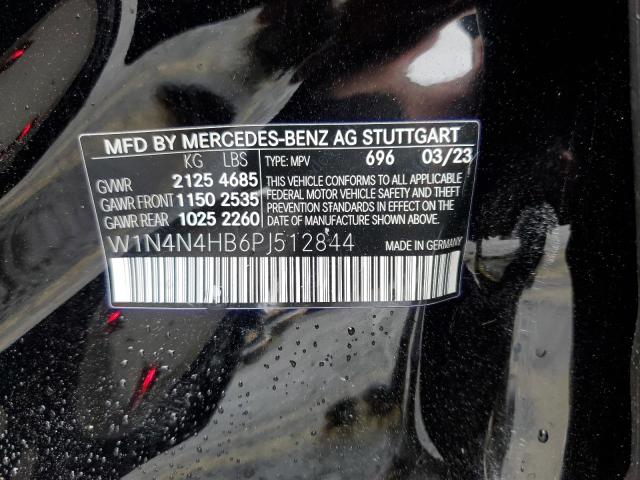 MFD BY MERCEDES-BENZ AG STUTTGART
KG LBS TYPE: MPV 696 03/23
GVWR 2125 4685
GAWR FRONT 1150 2535
GAWR REAR 1025 2260
THIS VEHICLE CONFORMS TO ALL APPLICABLE
FEDERAL MOTOR VEHICLE SAFETY AND THEFT
PREVENTION STANDARDS IN EFFECT ON THE
DATE OF MANUFACTURE SHOWN ABOVE.
W1N4N4HB6PJ512844 MADE IN GERMANY